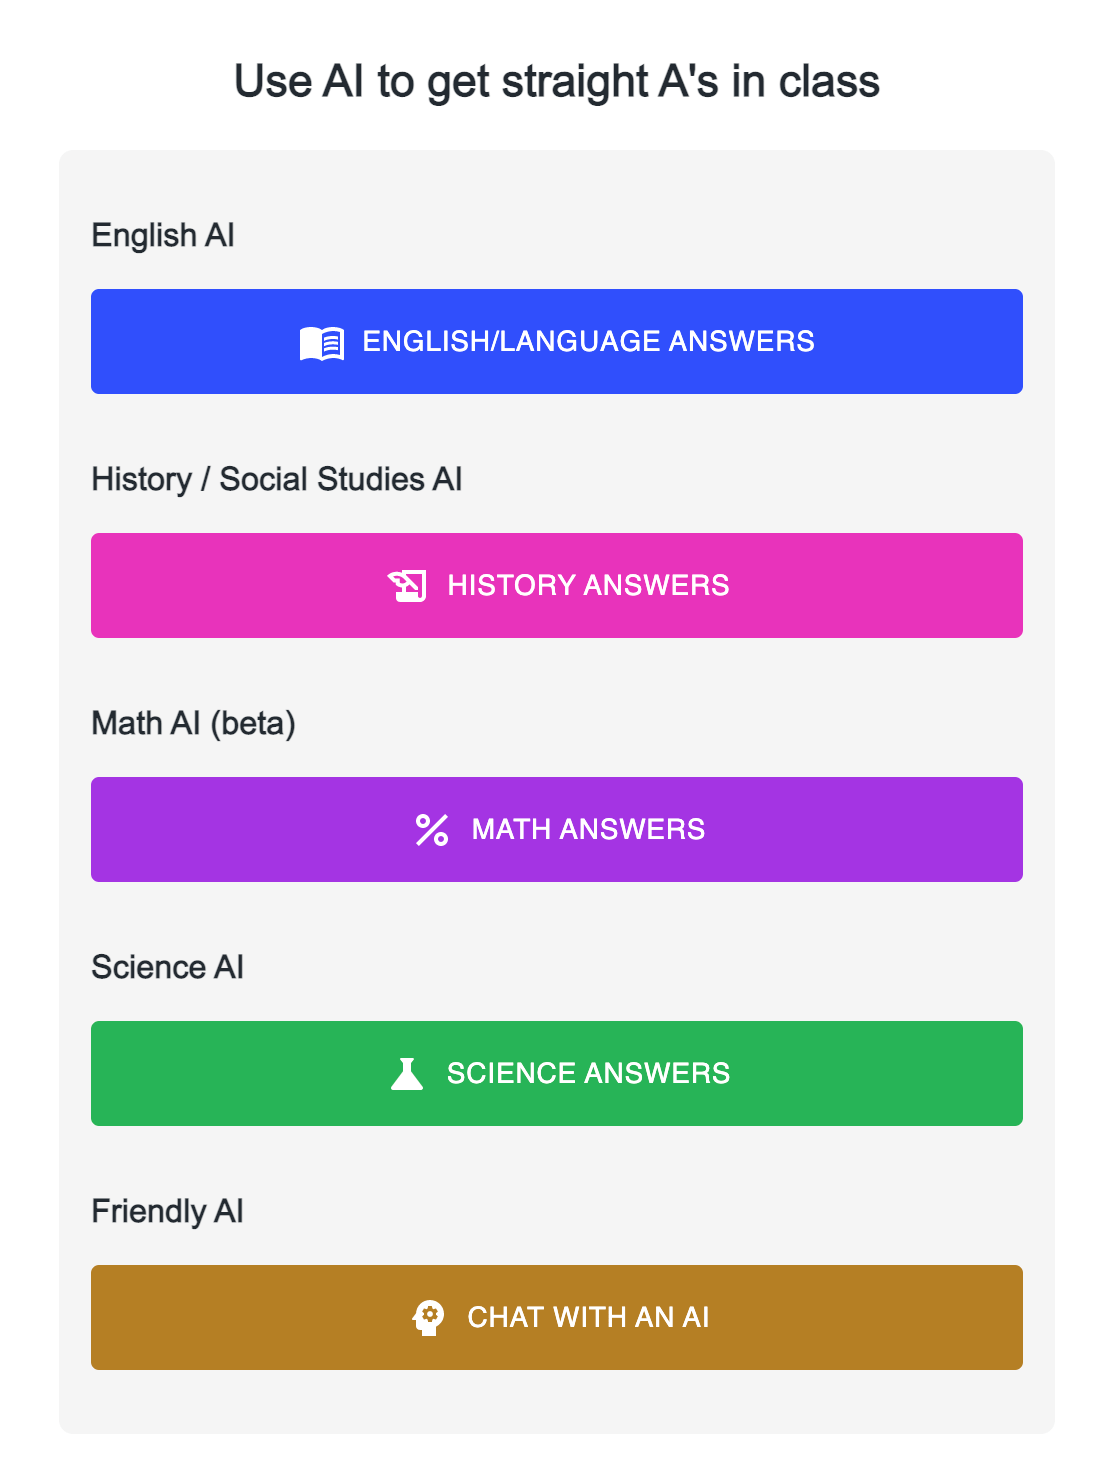 Use AI to get straight A's in class
English AI
ENGLISH/LANGUAGE ANSWERS
History / Social Studies AI
HISTORY ANSWERS
Math AI (beta)
MATH ANSWERS
Science AI
SCIENCE ANSWERS
Friendly AI
CHAT WITH AN AI